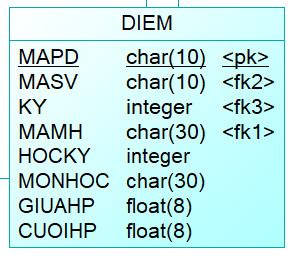 DIEM
MAPD char(10) <pk>
MASV char(10) <fk2>
KY integer <fk3>
MAMH char(30) <fk1>
HOCKY integer
MONHOC char(30)
GIUAHP float(8)
CUOIHP float(8)